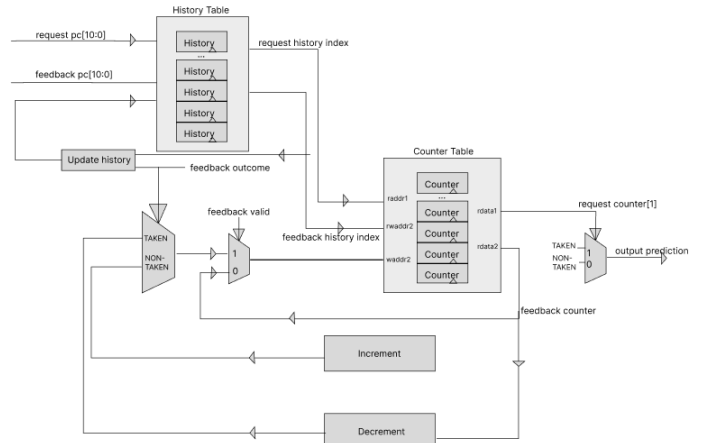 History Table
request pc[10:0]
History
request history index
...
feedback pc[10:0]
History
History
History
History
Update history
feedback outcome
Counter Table
Counter
raddr1
...
rdata1
request counter[1]
feedback valid
Counter
rwaddr2
Counter
feedback history index
TAKEN
1
NON-
TAKEN
0
waddr2
Counter
rdata2
Counter
TAKEN
1
NON-
TAKEN
0
output prediction
feedback counter
Increment
Decrement